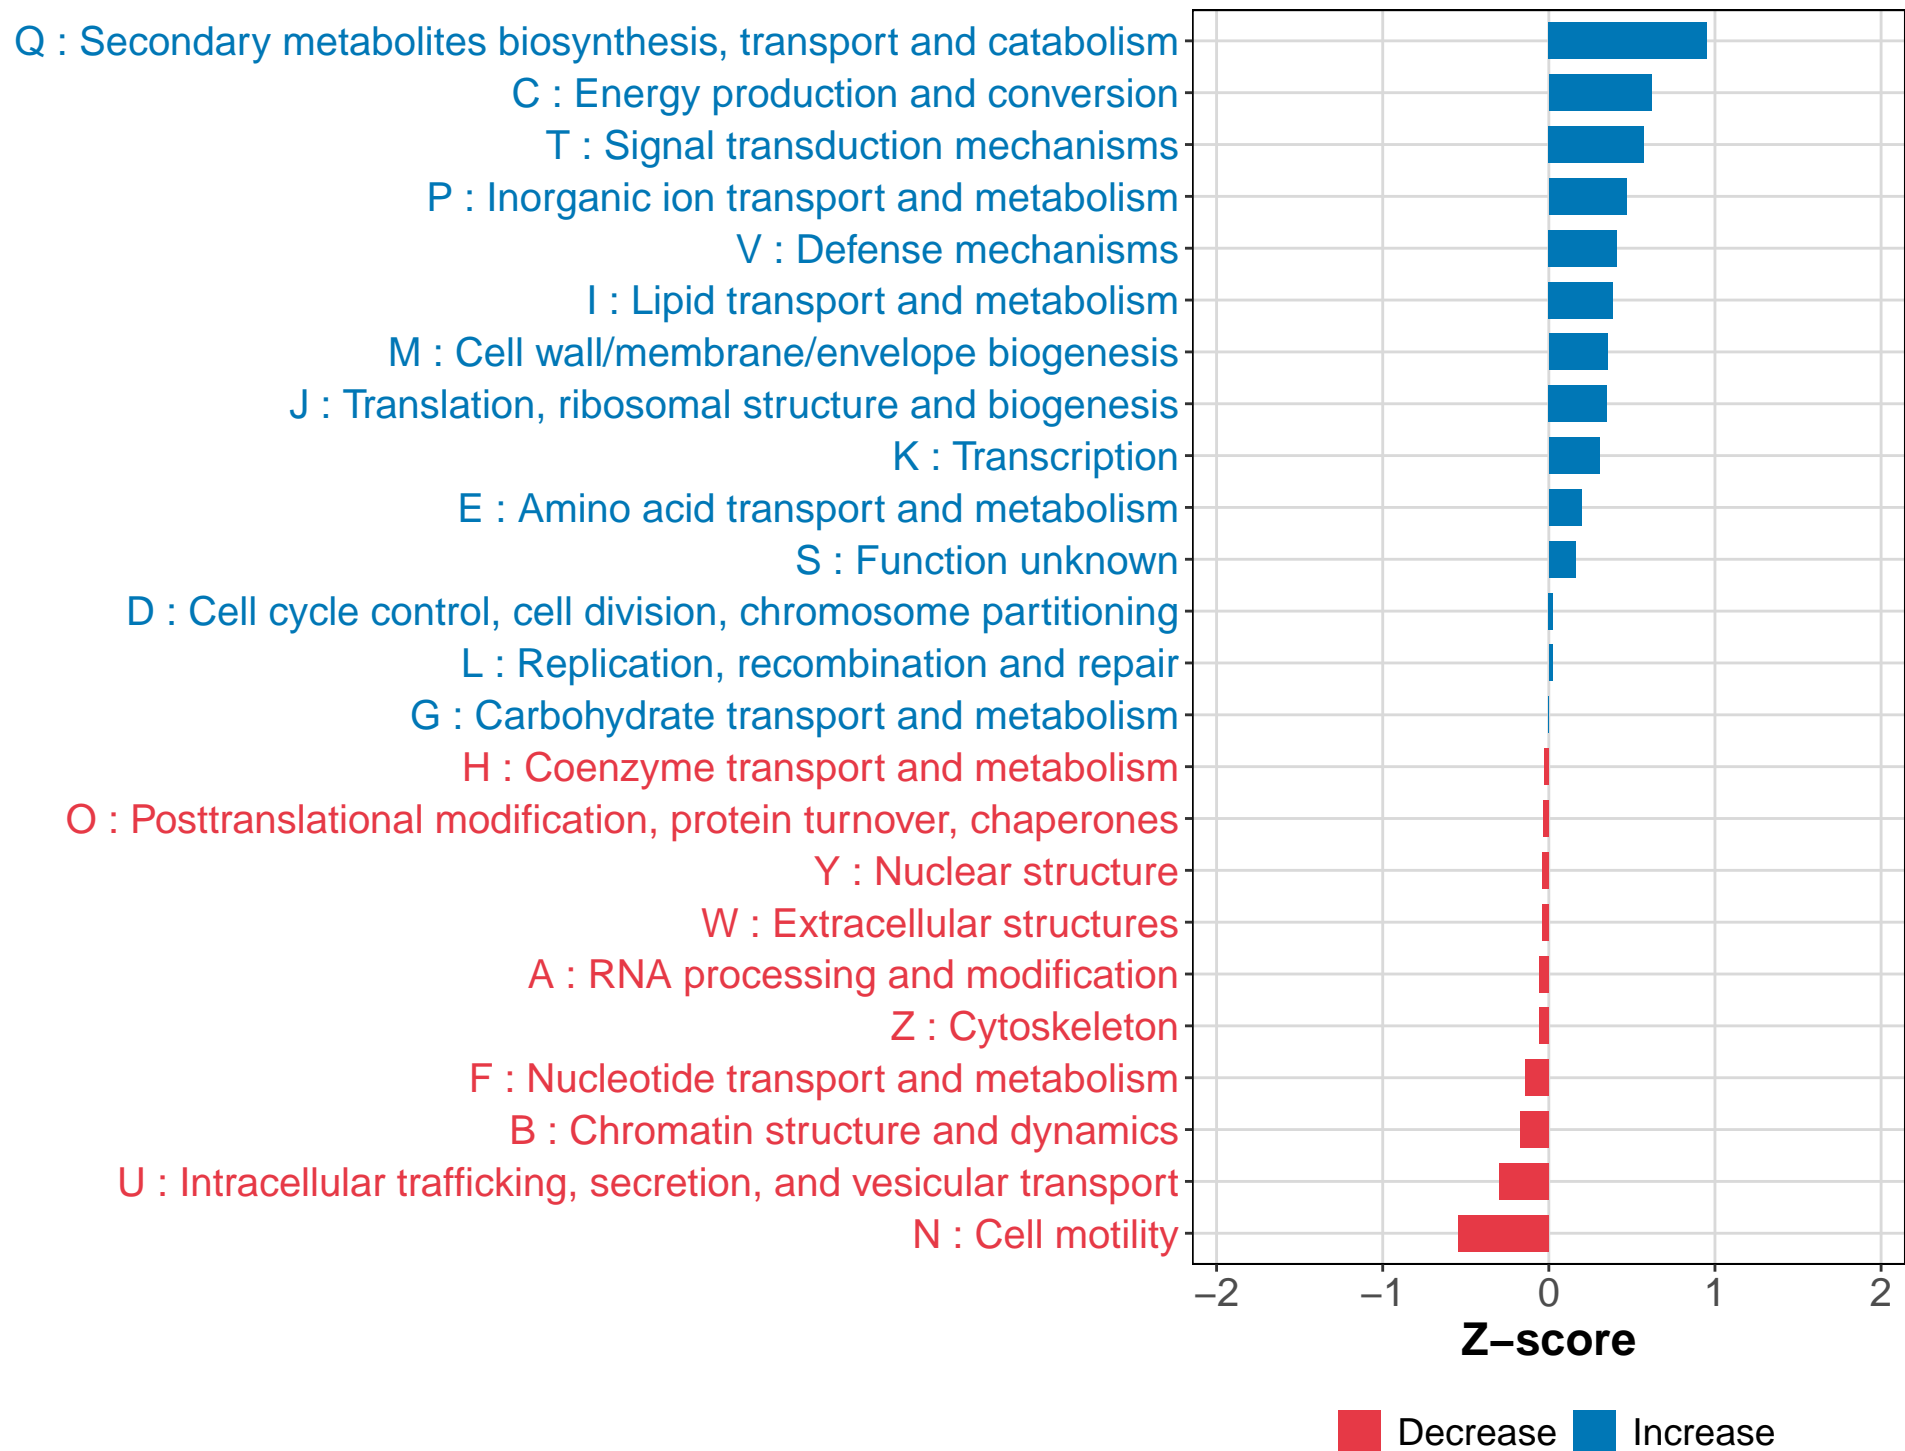 Q : Secondary metabolites biosynthesis, transport and catabolism
C : Energy production and conversion
T : Signal transduction mechanisms
P : Inorganic ion transport and metabolism
V : Defense mechanisms
I : Lipid transport and metabolism
M : Cell wall/membrane/envelope biogenesis
J : Translation, ribosomal structure and biogenesis
K : Transcription
E : Amino acid transport and metabolism
S : Function unknown
D : Cell cycle control, cell division, chromosome partitioning
L : Replication, recombination and repair
G : Carbohydrate transport and metabolism
H : Coenzyme transport and metabolism
O : Posttranslational modification, protein turnover, chaperones
Y : Nuclear structure
W : Extracellular structures
A : RNA processing and modification
Z : Cytoskeleton
F : Nucleotide transport and metabolism
B : Chromatin structure and dynamics
U : Intracellular trafficking, secretion, and vesicular transport
N : Cell motility
−2 −1 0 1 2
Z−score
Decrease Increase